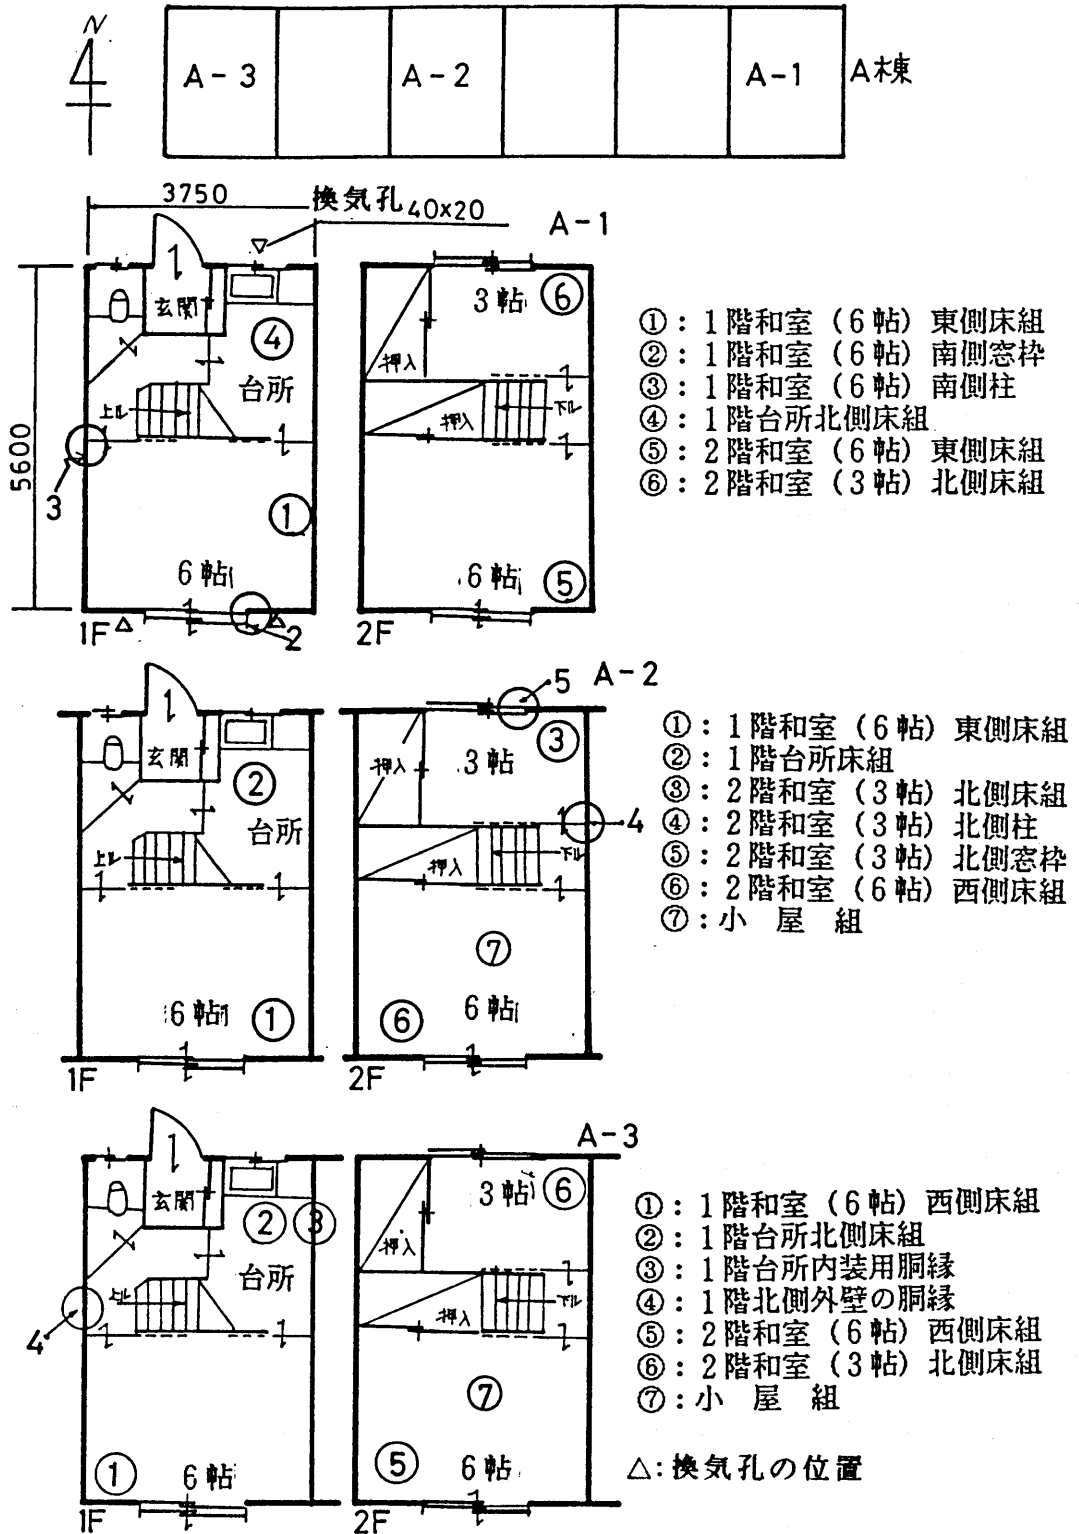 N
A-3
A-2
A-1
A棟
3750
換気孔 40×20
A-1
5600
玄関
④
台所
上ル
3
①
6帖
1F △
△
2
3帖
⑥
押入
押入
下ル
6帖
⑤
2F
①：1階和室（6帖）東側床組
②：1階和室（6帖）南側窓枠
③：1階和室（6帖）南側柱
④：1階台所北側床組
⑤：2階和室（6帖）東側床組
⑥：2階和室（3帖）北側床組
A-2
玄関
②
台所
上ル
6帖
①
1F
5
3帖
③
押入
4
押入
下ル
⑦
6帖
⑥
2F
①：1階和室（6帖）東側床組
②：1階台所床組
③：2階和室（3帖）北側床組
④：2階和室（3帖）北側柱
⑤：2階和室（3帖）北側窓枠
⑥：2階和室（6帖）西側床組
⑦：小屋組
A-3
玄関
②
③
台所
上ル
4
①
6帖
1F
3帖
⑥
押入
押入
下ル
⑦
⑤
6帖
2F
①：1階和室（6帖）西側床組
②：1階台所北側床組
③：1階台所内装用胴縁
④：1階北側外壁の胴縁
⑤：2階和室（6帖）西側床組
⑥：2階和室（3帖）北側床組
⑦：小屋組
△：換気孔の位置